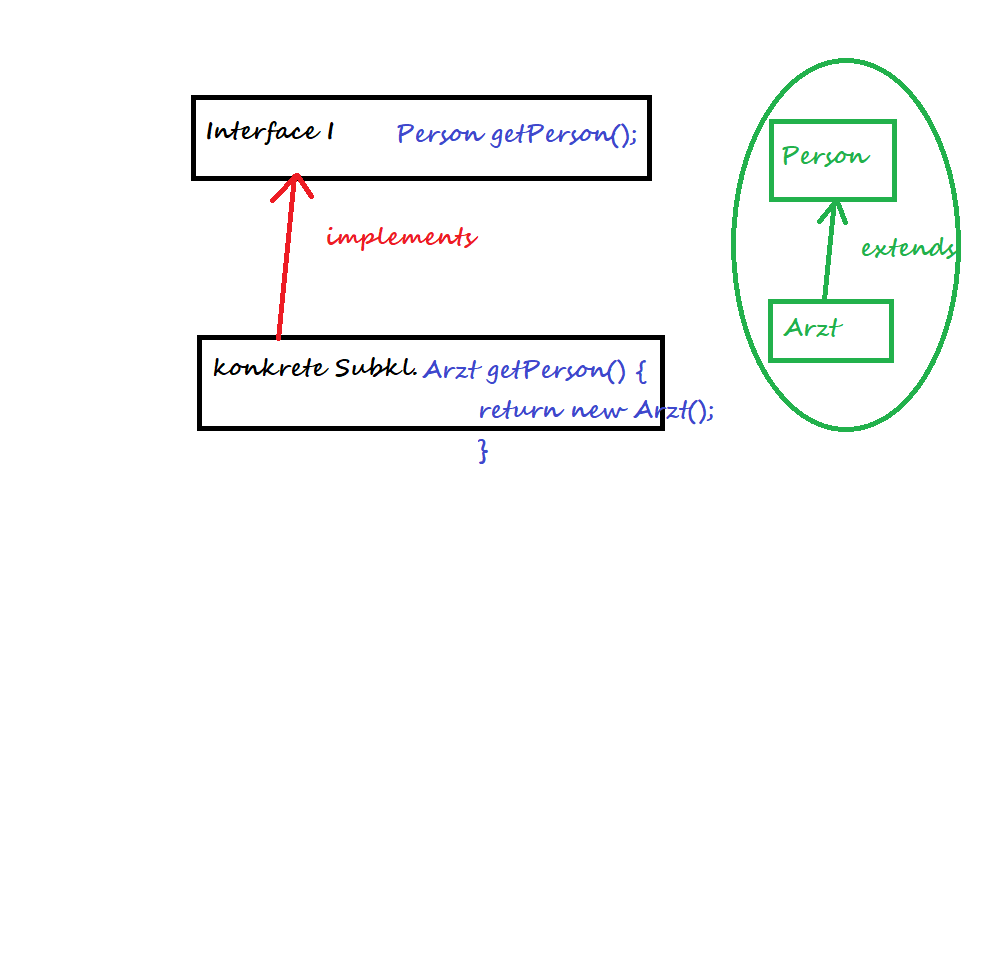 Interface I Person getPerson();
implements
konkrete Subkl. Arzt getPerson() {
return new Arzt();
}
Person
extends
Arzt